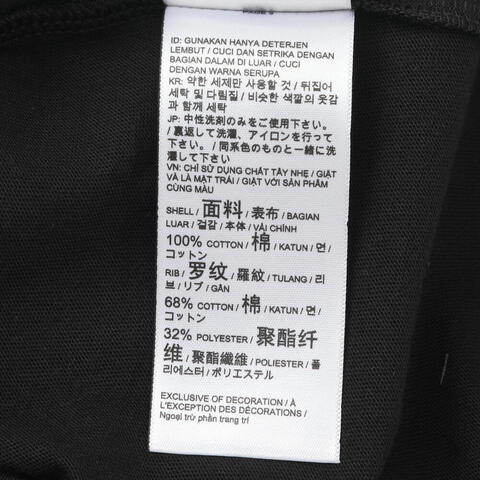 ID: GUNAKAN HANYA DETERJEN
LEMBUT / CUCI DAN SETRIKA DENGAN
BAGIAN DALAM DI LUAR / CUCI
DENGAN WARNA SERUPA
KR: 약한 세제만 사용할 것 / 뒤집어
세탁 및 다림질 / 비슷한 색깔의 옷감
과 함께 세탁
JP: 中性洗剤のみをご使用下さい。
/ 裏返して洗濯、アイロンを行って
下さい。/ 同系色のものと一緒に洗
濯して下さい。
VN: CHỈ SỬ DỤNG CHẤT TẨY NHẸ / GIẶT
VÀ LÀ MẶT TRÁI / GIẶT VỚI SẢN PHẨM
CÙNG MÀU
SHELL / 面料 / 表布 / BAGIAN
LUAR / 겉감 / 本体 / VẢI CHÍNH
100% COTTON / 棉 / KATUN / 면 /
コットン
RIB / 罗纹 / 羅紋 / TULANG / 리
브 / リブ / GÂN
68% COTTON / 棉 / KATUN / 면 /
コットン
32% POLYESTER / 聚酯纤
维 / 聚酯纖維 / POLIESTER / 폴
리에스터 / ポリエステル
EXCLUSIVE OF DECORATION / À
L'EXCEPTION DES DÉCORATIONS /
Ngoại trừ phần trang trí